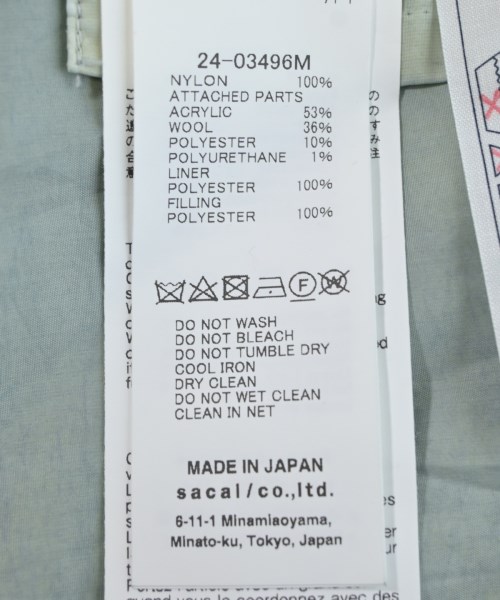 24-03496M
NYLON 100%
ATTACHED PARTS
ACRYLIC 53%
WOOL 36%
POLYESTER 10%
POLYURETHANE 1%
LINER
POLYESTER 100%
FILLING
POLYESTER 100%
F
W
DO NOT WASH
DO NOT BLEACH
DO NOT TUMBLE DRY
COOL IRON
DRY CLEAN
DO NOT WET CLEAN
CLEAN IN NET
MADE IN JAPAN
sacai/co.,ltd.
6-11-1 Minamiaoyama,
Minato-ku, Tokyo, Japan